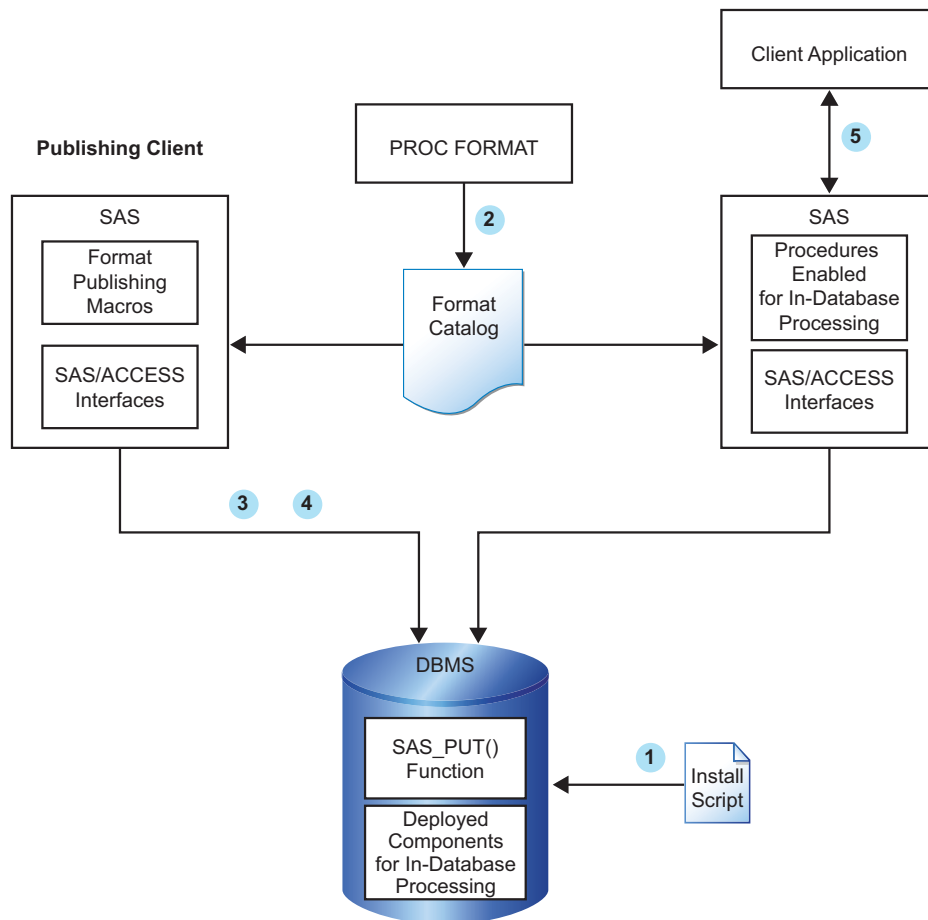 Client Application
5
PROC FORMAT
Publishing Client
2
SAS
Format
Publishing
Macros
SAS/ACCESS
Interfaces
Format
Catalog
SAS
Procedures
Enabled
for In-Database
Processing
SAS/ACCESS
Interfaces
3
4
DBMS
SAS_PUT()
Function
Deployed
Components
for In-Database
Processing
1
Install
Script